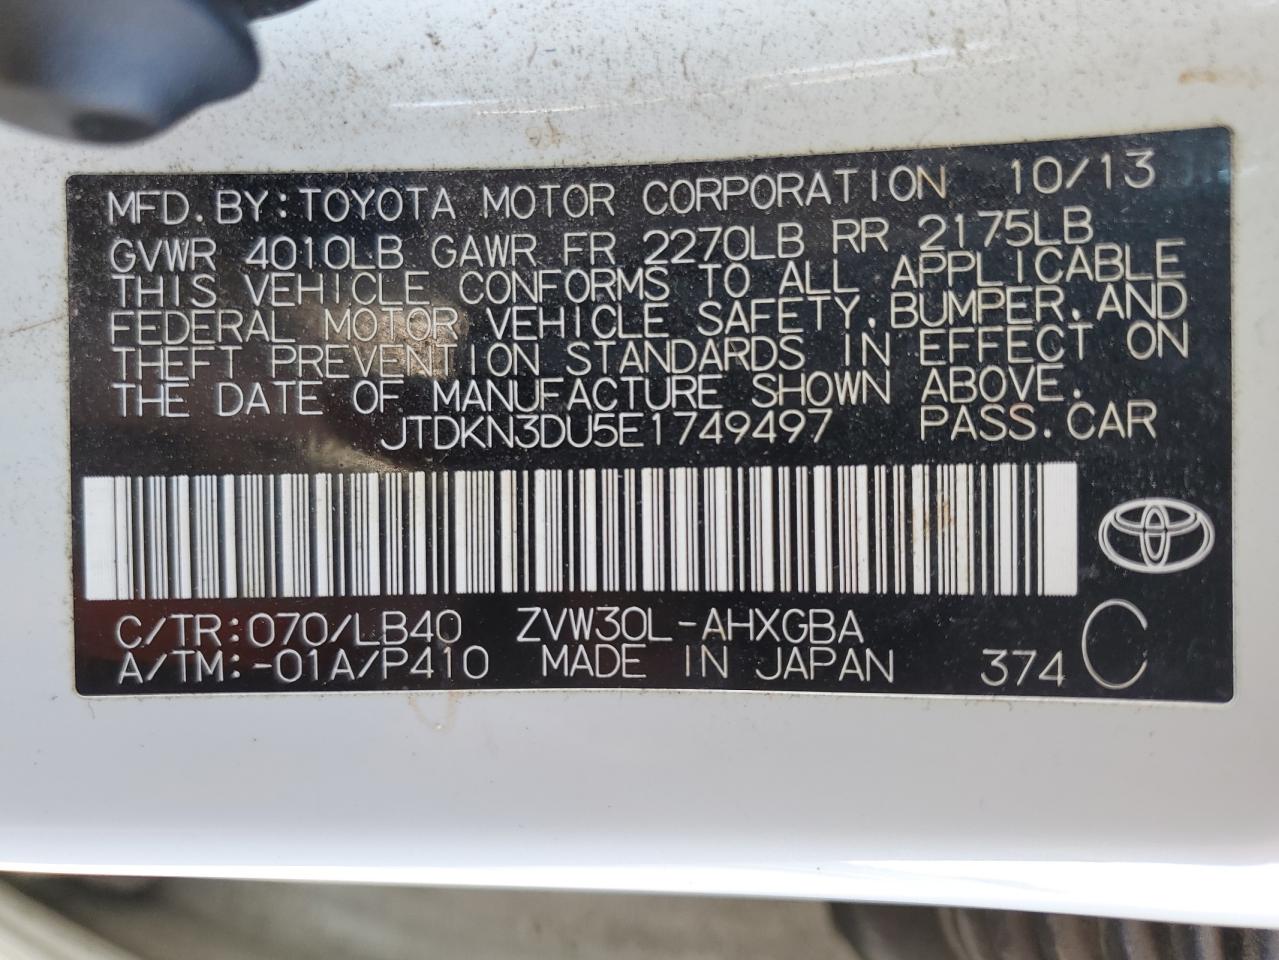 MFD.BY:TOYOTA MOTOR CORPORATION 10/13
GVWR 4010LB GAWR FR 2270LB RR 2175LB
THIS VEHICLE CONFORMS TO ALL APPLICABLE
FEDERAL MOTOR VEHICLE SAFETY,BUMPER,AND
THEFT PREVENTION STANDARDS IN EFFECT ON
THE DATE OF MANUFACTURE SHOWN ABOVE.
JTDKN3DU5E1749497 PASS.CAR
C/TR:070/LB40 ZVW30L-AHXGBA
A/TM:-01A/P410 MADE IN JAPAN 374 C